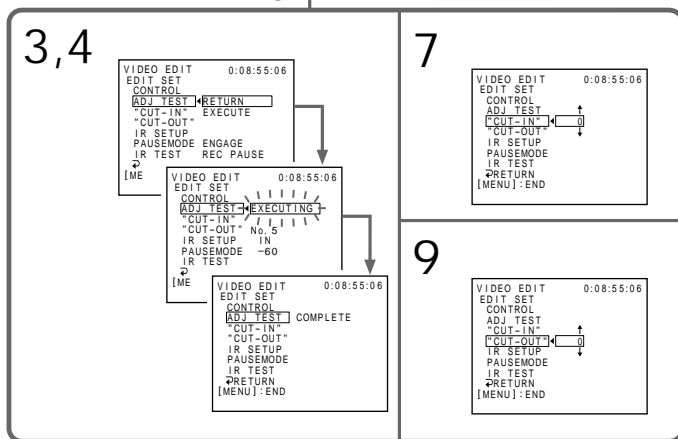 3,4
VIDEO EDIT 0:08:55:06
EDIT SET
CONTROL
ADJ TEST RETURN
"CUT-IN" EXECUTE
"CUT-OUT"
IR SETUP
PAUSEMODE ENGAGE
IR TEST REC PAUSE
[ME
VIDEO EDIT 0:08:55:06
EDIT SET
CONTROL
ADJ TEST EXECUTING
"CUT-IN"
"CUT-OUT" No. 5
IR SETUP IN
PAUSEMODE –60
IR TEST
[ME
VIDEO EDIT 0:08:55:06
EDIT SET
CONTROL
ADJ TEST COMPLETE
"CUT-IN"
"CUT-OUT"
IR SETUP
PAUSEMODE
IR TEST
RETURN
[MENU] : END
7
VIDEO EDIT 0:08:55:06
EDIT SET
CONTROL
ADJ TEST
"CUT-IN" 0
"CUT-OUT"
IR SETUP
PAUSEMODE
IR TEST
RETURN
[MENU] : END
9
VIDEO EDIT 0:08:55:06
EDIT SET
CONTROL
ADJ TEST
"CUT-IN"
"CUT-OUT" 0
IR SETUP
PAUSEMODE
IR TEST
RETURN
[MENU] : END